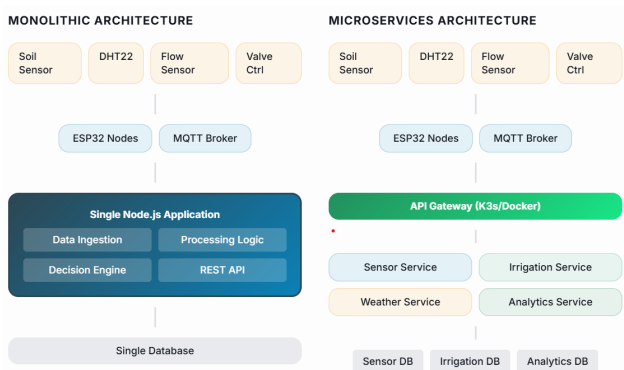 MONOLITHIC ARCHITECTURE
Soil
Sensor
DHT22
Flow
Sensor
Valve
Ctrl
ESP32 Nodes
MQTT Broker
Single Node.js Application
Data Ingestion
Processing Logic
Decision Engine
REST API
Single Database
MICROSERVICES ARCHITECTURE
Soil
Sensor
DHT22
Flow
Sensor
Valve
Ctrl
ESP32 Nodes
MQTT Broker
API Gateway (K3s/Docker)
Sensor Service
Irrigation Service
Weather Service
Analytics Service
Sensor DB
Irrigation DB
Analytics DB